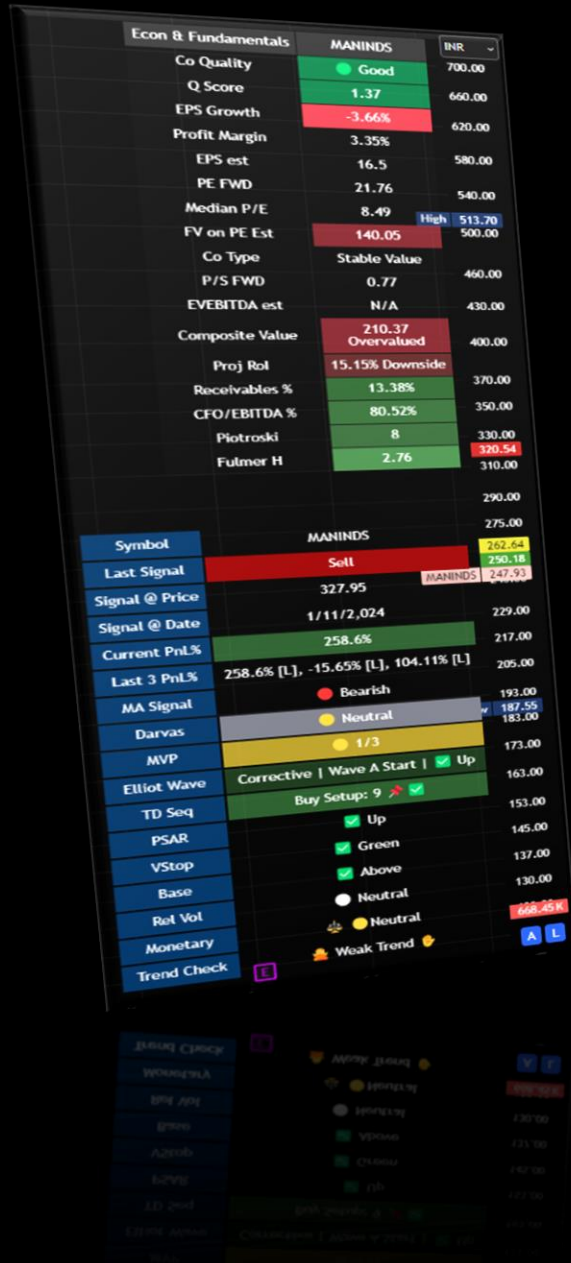 Econ & Fundamentals MANINDS INR
Co Quality Good 700.00
Q Score 1.37 660.00
EPS Growth -3.66% 620.00
Profit Margin 3.35%
EPS est 16.5 580.00
PE FWD 21.76 540.00
Median P/E 8.49 High 513.70
FV on PE Est 140.05 500.00
Co Type Stable Value
P/S FWD 0.77 460.00
EVEBITDA est N/A 430.00
Composite Value 210.37 Overvalued 400.00
Proj RoI 15.15% Downside
Receivables % 13.38% 370.00
CFO/EBITDA % 80.52% 350.00
Piotroski 8 330.00
320.54
Fulmer H 2.76 310.00
290.00
275.00
Symbol MANINDS 262.64
Last Signal Sell 250.18
MANINDS 247.93
Signal @ Price 327.95
Signal @ Date 1/11/2,024 229.00
Current PnL% 258.6% 217.00
Last 3 PnL% 258.6% [L], -15.65% [L], 104.11% [L] 205.00
MA Signal Bearish 193.00
187.55
Darvas Neutral 183.00
MVP 1/3 173.00
Elliot Wave Corrective | Wave A Start | Up 163.00
TD Seq Buy Setup: 9 153.00
PSAR Up 145.00
VStop Green 137.00
Base Above 130.00
Rel Vol Neutral
668.45K
Monetary Neutral
A L
Trend Check E Weak Trend